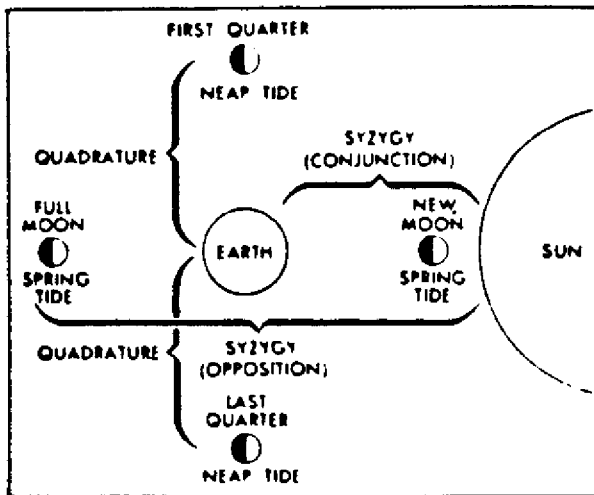 FIRST QUARTER
NEAP TIDE
QUADRATURE
SYZYGY
(CONJUNCTION)
FULL
MOON
SPRING
TIDE
EARTH
NEW
MOON
SPRING
TIDE
SUN
QUADRATURE
SYZYGY
(OPPOSITION)
LAST
QUARTER
NEAP TIDE